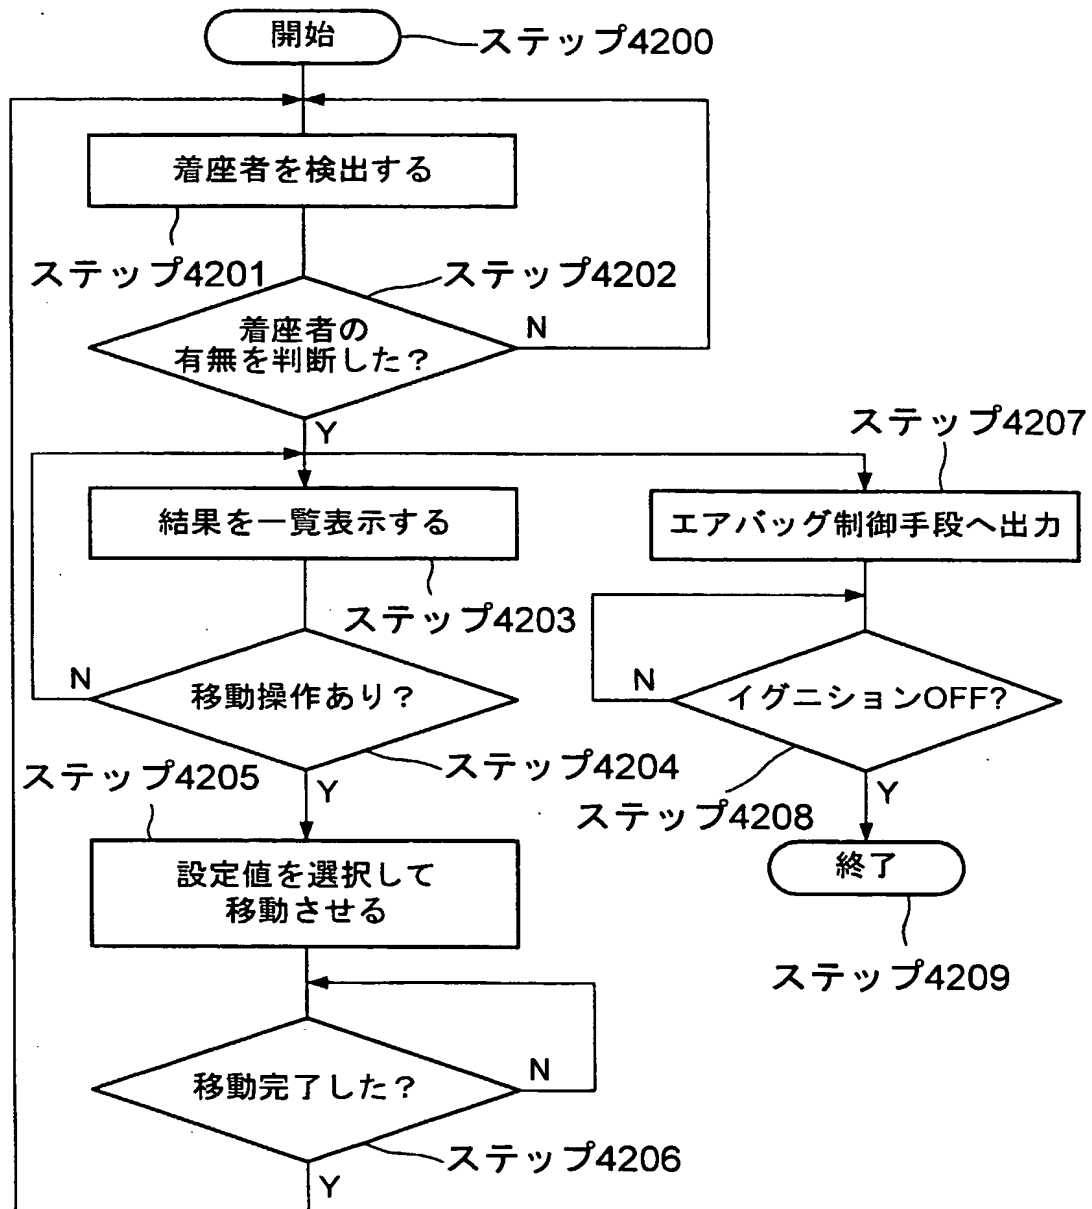 開始
ステップ4200
着座者を検出する
ステップ4201
ステップ4202
着座者の
有無を判断した?
N
Y
ステップ4207
結果を一覧表示する
エアバッグ制御手段へ出力
ステップ4203
移動操作あり?
N
イグニションOFF?
N
ステップ4204
ステップ4205
Y
ステップ4208
Y
設定値を選択して
移動させる
終了
ステップ4209
移動完了した?
N
ステップ4206
Y